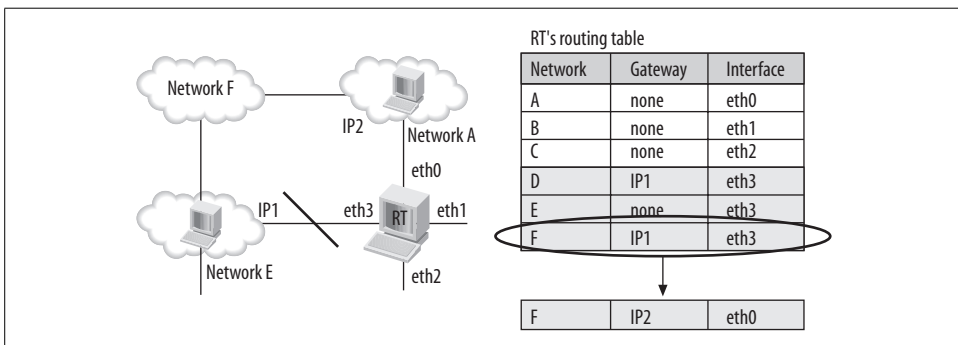 RT's routing table
Network Gateway Interface
A none eth0
B none eth1
C none eth2
D IP1 eth3
E none eth3
F IP1 eth3
F IP2 eth0
Network F
IP2
Network A
eth0
IP1
eth3
RT
eth1
Network E
eth2